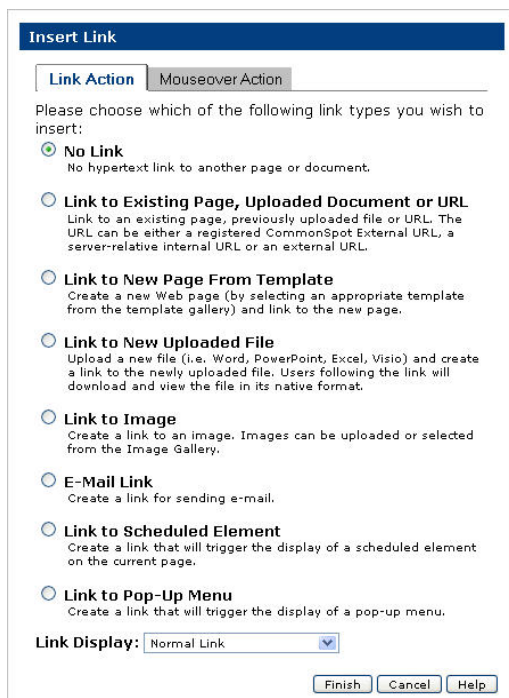 Insert Link
Link Action
Mouseover Action
Please choose which of the following link types you wish to
insert:
No Link
No hypertext link to another page or document.
Link to Existing Page, Uploaded Document or URL
Link to an existing page, previously uploaded file or URL. The
URL can be either a registered CommonSpot External URL, a
server-relative internal URL or an external URL.
Link to New Page From Template
Create a new Web page (by selecting an appropriate template
from the template gallery) and link to the new page.
Link to New Uploaded File
Upload a new file (i.e. Word, PowerPoint, Excel, Visio) and create
a link to the newly uploaded file. Users following the link will
download and view the file in its native format.
Link to Image
Create a link to an image. Images can be uploaded or selected
from the Image Gallery.
E-Mail Link
Create a link for sending e-mail.
Link to Scheduled Element
Create a link that will trigger the display of a scheduled element
on the current page.
Link to Pop-Up Menu
Create a link that will trigger the display of a pop-up menu.
Link Display: Normal Link
Finish Cancel Help